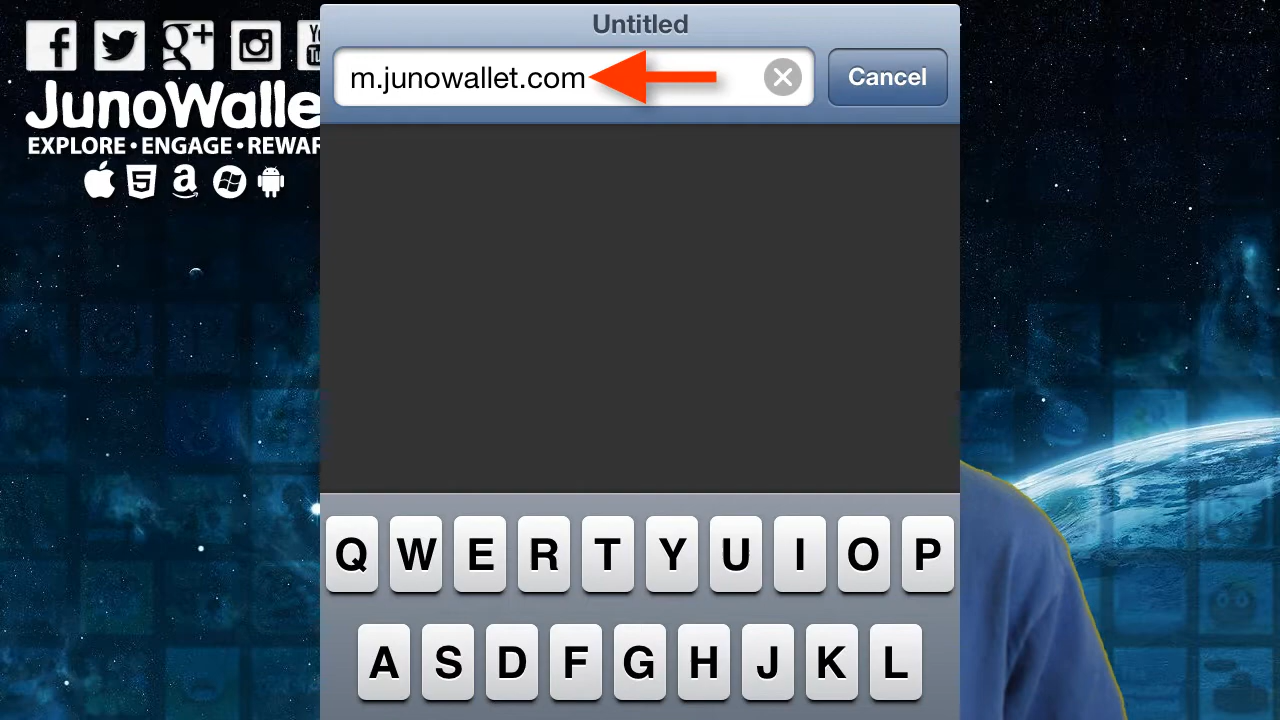 Untitled
m.junowallet.com
Cancel
JunoWalle
EXPLORE • ENGAGE • REWAR
Q W E R T Y U I O P
A S D F G H J K L